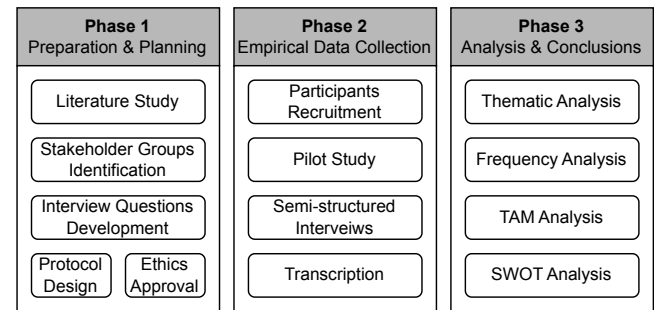 Phase 1
Preparation & Planning
Literature Study
Stakeholder Groups
Identification
Interview Questions
Development
Protocol
Design
Ethics
Approval
Phase 2
Empirical Data Collection
Participants
Recruitment
Pilot Study
Semi-structured
Interveiws
Transcription
Phase 3
Analysis & Conclusions
Thematic Analysis
Frequency Analysis
TAM Analysis
SWOT Analysis